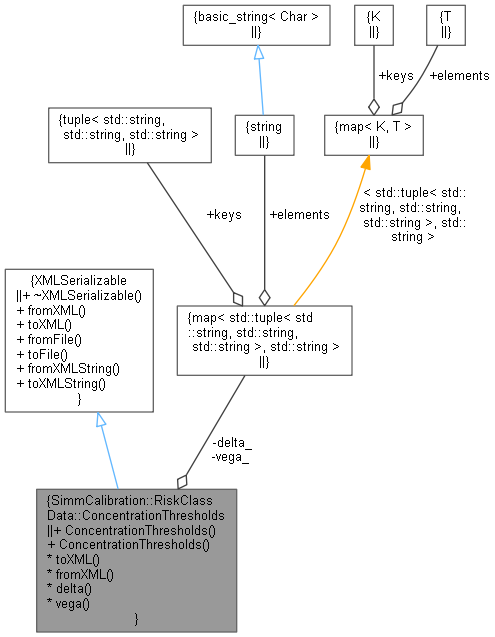 {basic_string< Char >
||}
{K
||}
{T
||}
+keys
+elements
{tuple< std::string,
std::string, std::string >
||}
{string
||}
{map< K, T >
||}
+keys
+elements
< std::tuple< std::
string, std::string,
std::string >, std::
string >
{XMLSerializable
||+ ~XMLSerializable()
+ fromXML()
+ toXML()
+ fromFile()
+ toFile()
+ fromXMLString()
+ toXMLString()
}
{map< std::tuple< std
::string, std::string,
std::string >, std::string >
||}
-delta_
-vega_
{SimmCalibration::RiskClass
Data::ConcentrationThresholds
||+ ConcentrationThresholds()
+ ConcentrationThresholds()
* toXML()
* fromXML()
* delta()
* vega()
}